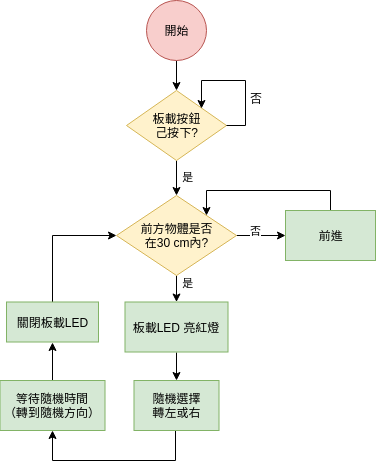 開始
板載按鈕
己按下?
否
是
前方物體是否
在30 cm內?
否
前進
是
關閉板載LED
板載LED 亮紅燈
等待隨機時間
（轉到隨機方向）
隨機選擇
轉左或右